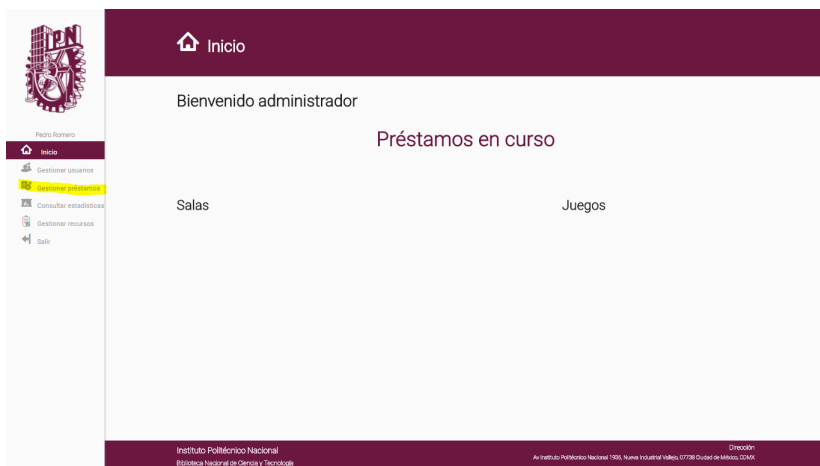 IPN
Inicio
Bienvenido administrador
Préstamos en curso
Pedro Romero
Inicio
Gestionar usuarios
Gestionar préstamos
Consultar estadísticas
Gestionar recursos
Salir
Salas
Juegos
Instituto Politécnico Nacional
Biblioteca Nacional de Ciencia y Tecnología
Dirección
Av Instituto Politécnico Nacional 1936, Nueva Industrial Vallejo, 07738 Ciudad de México, CDMX